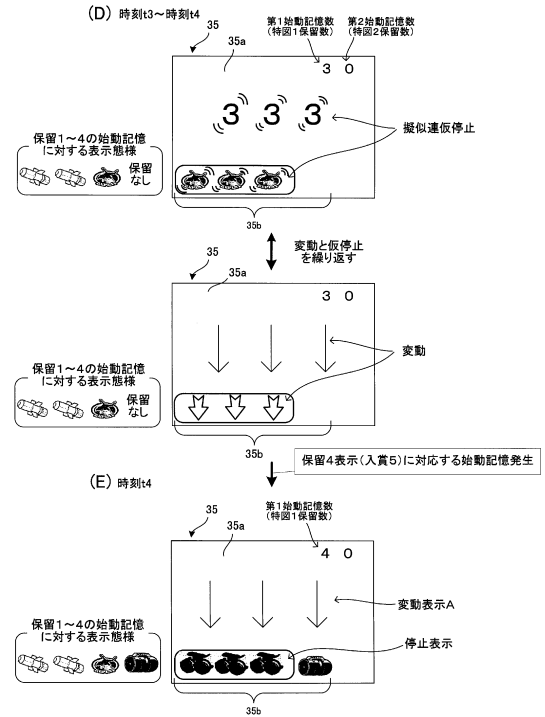 (D) 時刻t3～時刻t4
35
35a
第1始動記憶数
(特図1保留数)
第2始動記憶数
(特図2保留数)
3 0
3 3 3
擬似連仮停止
保留1～4の始動記憶
に対する表示態様
保留
なし
35b
変動と仮停止
を繰り返す
35
35a
3 0
変動
保留1～4の始動記憶
に対する表示態様
保留
なし
35b
保留4表示(入賞5)に対応する始動記憶発生
(E) 時刻t4
第1始動記憶数
(特図1保留数)
35
35a
4 0
変動表示A
保留1～4の始動記憶
に対する表示態様
停止表示
35b